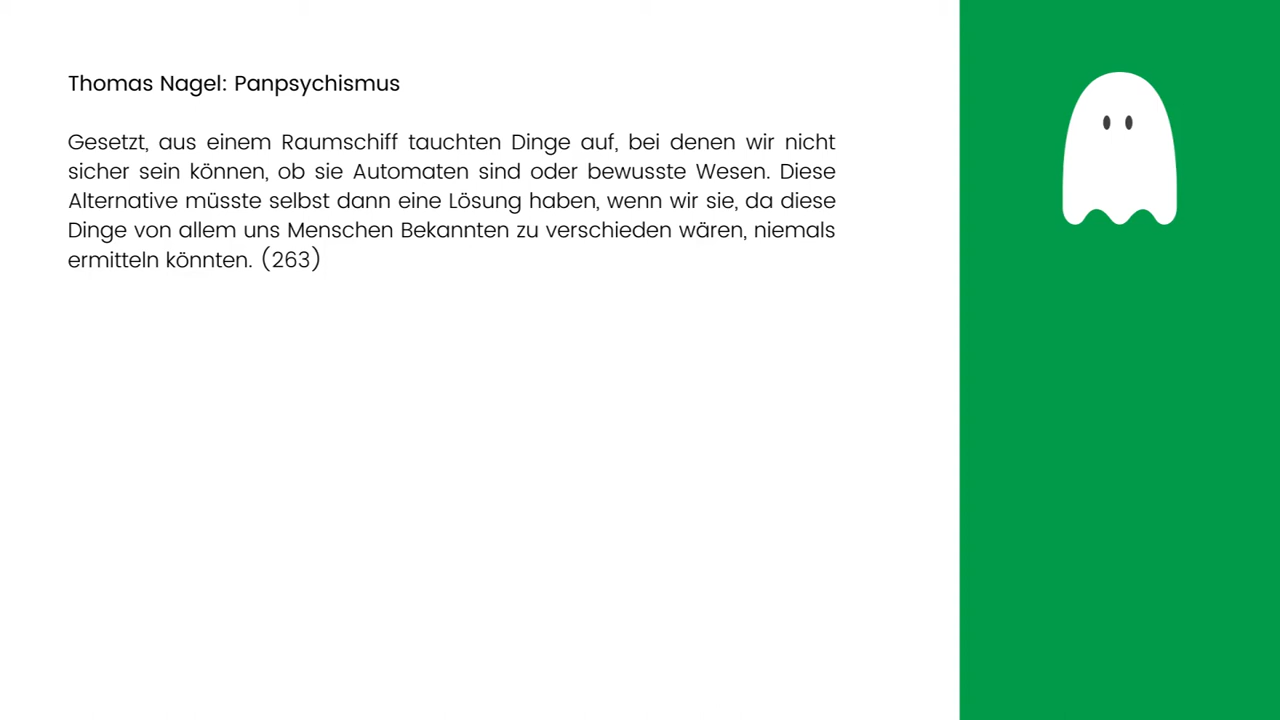 Thomas Nagel: Panpsychismus
Gesetzt, aus einem Raumschiff tauchten Dinge auf, bei denen wir nicht
sicher sein können, ob sie Automaten sind oder bewusste Wesen. Diese
Alternative müsste selbst dann eine Lösung haben, wenn wir sie, da diese
Dinge von allem uns Menschen Bekannten zu verschieden wären, niemals
ermitteln könnten. (263)